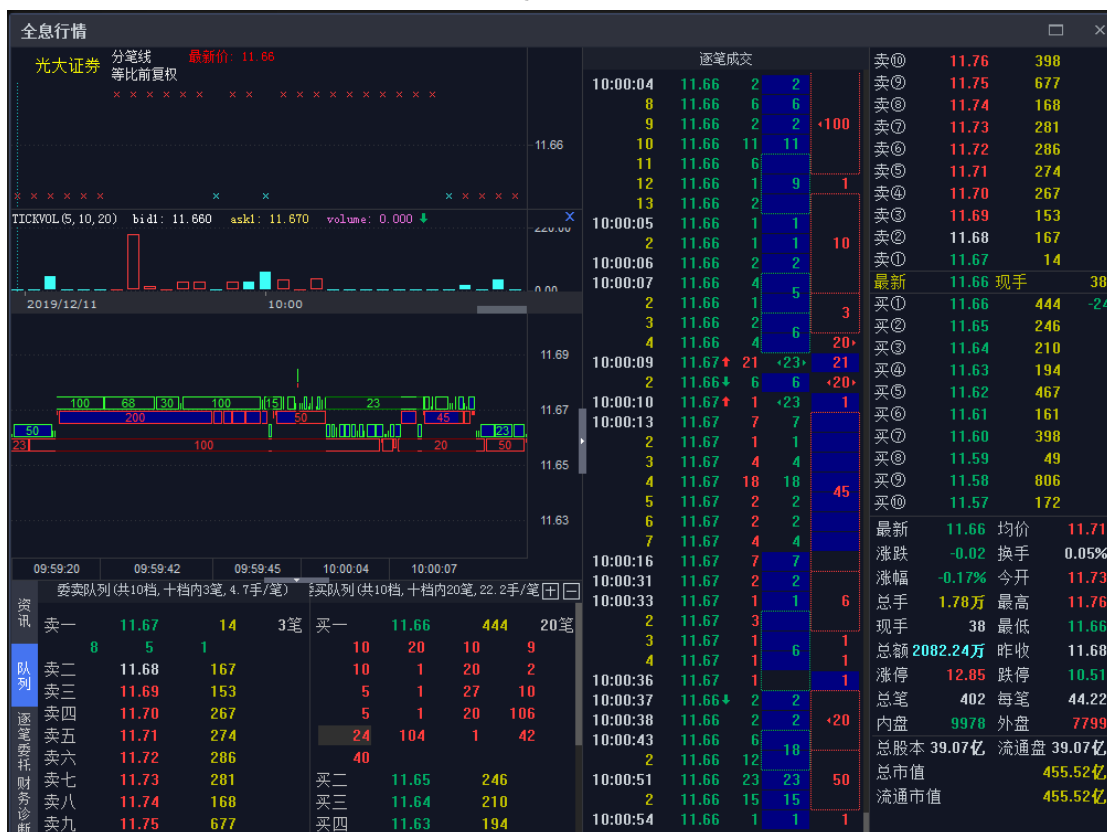 全息行情
光大证券 分笔线 最新价: 11.66
等比前复权
11.66
TICKVOL(5,10,20) bid1: 11.660 ask1: 11.670 volume: 0.000
220.00
0.00
2019/12/11 10:00
11.69
100 68 30 100 15 23
11.67
200 50 45
50 23
23 100 20 50
11.65
11.63
09:59:20 09:59:42 09:59:45 10:00:04 10:00:07
资讯
队列
逐笔委托
财务诊断
委卖队列(共10档,十档内3笔,4.7手/笔)
卖一 11.67 14 3笔
8 5 1
卖二 11.68 167
卖三 11.69 153
卖四 11.70 267
卖五 11.71 274
卖六 11.72 286
卖七 11.73 281
卖八 11.74 168
卖九 11.75 677
买队列(共10档,十档内20笔,22.2手/笔)
买一 11.66 444 20笔
10 20 10 9
10 1 20 2
5 1 27 10
5 1 20 106
24 104 1 42
40
买二 11.65 246
买三 11.64 210
买四 11.63 194
逐笔成交
10:00:04 11.66 2 2
8 11.66 6 6
9 11.66 2 2 100
10 11.66 11 11
11 11.66 6
12 11.66 1 9 1
13 11.66 2
10:00:05 11.66 1 1
2 11.66 1 1 10
10:00:06 11.66 2 2
10:00:07 11.66 4
5
2 11.66 1
3
3 11.66 2
6
4 11.66 4 20
10:00:09 11.67 21 23 21
2 11.66 6 6 20
10:00:10 11.67 1 23 1
10:00:13 11.67 7 7
2 11.67 1 1
3 11.67 4 4
4 11.67 18 18
45
5 11.67 2 2
6 11.67 2 2
7 11.67 4 4
10:00:16 11.67 7 7
10:00:31 11.67 2 2
10:00:33 11.67 1 1 6
2 11.67 3
3 11.67 1 1
6
4 11.67 1 1
10:00:36 11.67 1 1
10:00:37 11.66 2 2
10:00:38 11.66 2 2 20
10:00:43 11.66 6
18
2 11.66 12
10:00:51 11.66 23 23 50
2 11.66 15 15
10:00:54 11.66 1 1 1
卖⑩ 11.76 398
卖⑨ 11.75 677
卖⑧ 11.74 168
卖⑦ 11.73 281
卖⑥ 11.72 286
卖⑤ 11.71 274
卖④ 11.70 267
卖③ 11.69 153
卖② 11.68 167
卖① 11.67 14
最新 11.66 现手 38
买① 11.66 444 -24
买② 11.65 246
买③ 11.64 210
买④ 11.63 194
买⑤ 11.62 467
买⑥ 11.61 161
买⑦ 11.60 398
买⑧ 11.59 49
买⑨ 11.58 806
买⑩ 11.57 172
最新 11.66 均价 11.71
涨跌 -0.02 换手 0.05%
涨幅 -0.17% 今开 11.73
总手 1.78万 最高 11.76
现手 38 最低 11.66
总额 2082.24万 昨收 11.68
涨停 12.85 跌停 10.51
总笔 402 每笔 44.22
内盘 9978 外盘 7799
总股本 39.07亿 流通盘 39.07亿
总市值 455.52亿
流通市值 455.52亿